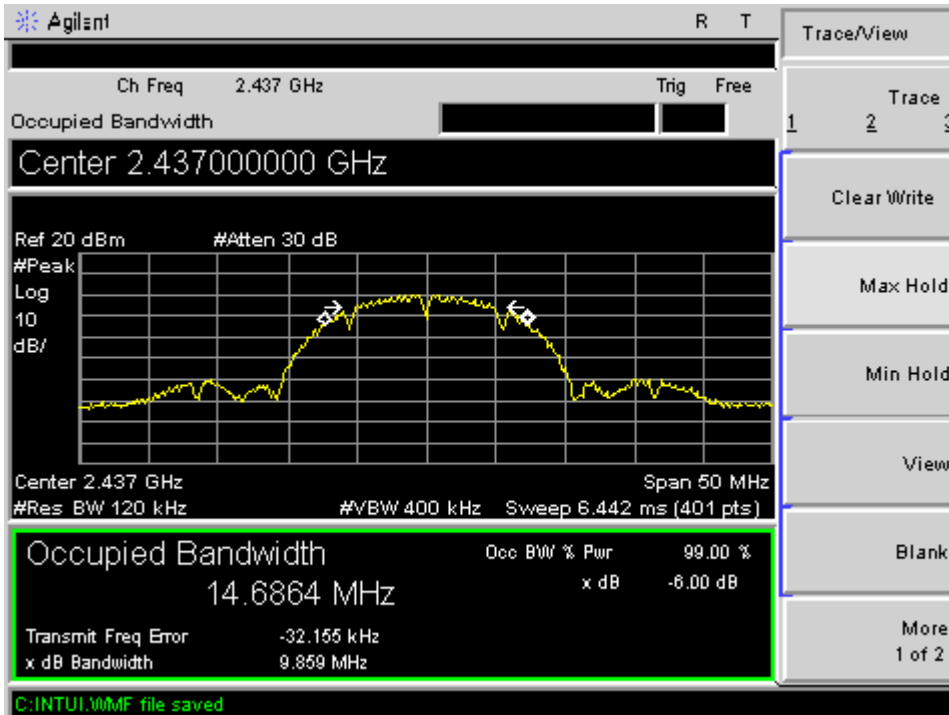 Agilent R T
Trace/View
Ch Freq 2.437 GHz Trig Free
Occupied Bandwidth
Trace
1 2 3
Center 2.437000000 GHz
Clear Write
Ref 20 dBm #Atten 30 dB
#Peak
Log
10
dB/
Max Hold
Min Hold
View
Center 2.437 GHz Span 50 MHz
#Res BW 120 kHz #VBW 400 kHz Sweep 6.442 ms (401 pts)
Occupied Bandwidth Occ BW % Pwr 99.00 %
14.6864 MHz x dB -6.00 dB
Blank
Transmit Freq Error -32.155 kHz
x dB Bandwidth 9.859 MHz
More
1 of 2
C:INTUI.WMF file saved